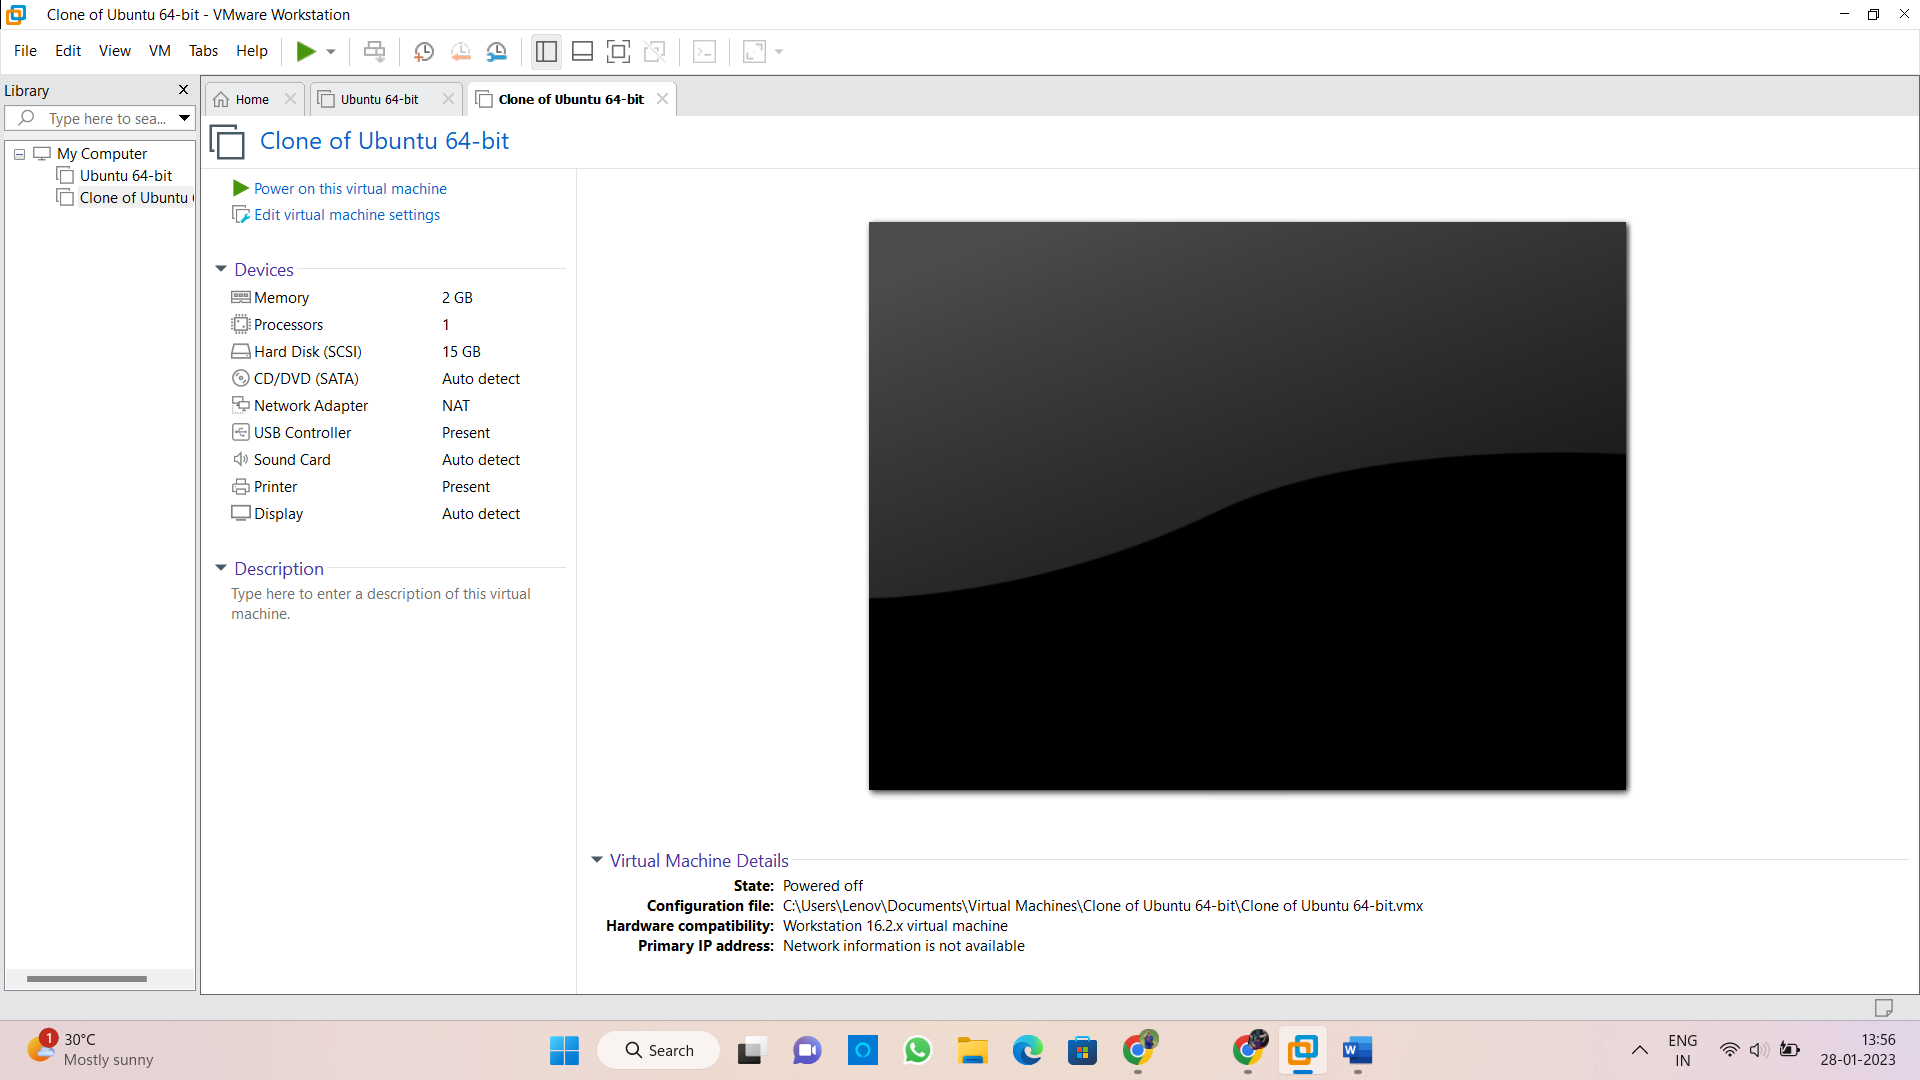 Clone of Ubuntu 64-bit - VMware Workstation
File Edit View VM Tabs Help
Library
Type here to sea...
Home
Ubuntu 64-bit
Clone of Ubuntu 64-bit
My Computer
Ubuntu 64-bit
Clone of Ubuntu
Clone of Ubuntu 64-bit
Power on this virtual machine
Edit virtual machine settings
Devices
Memory 2 GB
Processors 1
Hard Disk (SCSI) 15 GB
CD/DVD (SATA) Auto detect
Network Adapter NAT
USB Controller Present
Sound Card Auto detect
Printer Present
Display Auto detect
Description
Type here to enter a description of this virtual
machine.
Virtual Machine Details
State: Powered off
Configuration file: C:\Users\Lenov\Documents\Virtual Machines\Clone of Ubuntu 64-bit\Clone of Ubuntu 64-bit.vmx
Hardware compatibility: Workstation 16.2.x virtual machine
Primary IP address: Network information is not available
1
30°C
Mostly sunny
Search
W
ENG
IN
13:56
28-01-2023